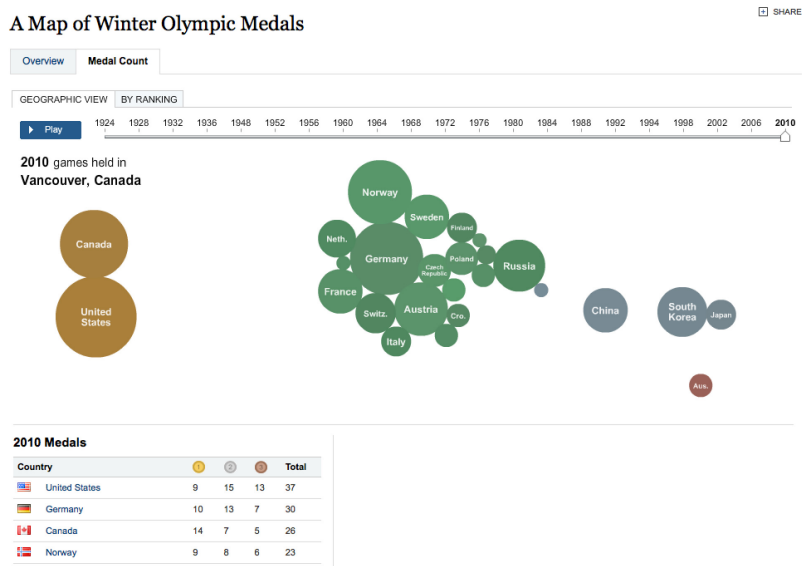 SHARE
A Map of Winter Olympic Medals
Overview Medal Count
GEOGRAPHIC VIEW BY RANKING
Play 1924 1928 1932 1936 1948 1952 1956 1960 1964 1968 1972 1976 1980 1984 1988 1992 1994 1998 2002 2006 2010
2010 games held in
Vancouver, Canada
Norway
Sweden
Finland
Neth.
Canada
Germany
Poland
Czech
Republic
Russia
France
United
States
Switz.
Austria
Cro.
Italy
China
South
Korea
Japan
Aus.
2010 Medals
Country 1 2 3 Total
United States 9 15 13 37
Germany 10 13 7 30
Canada 14 7 5 26
Norway 9 8 6 23